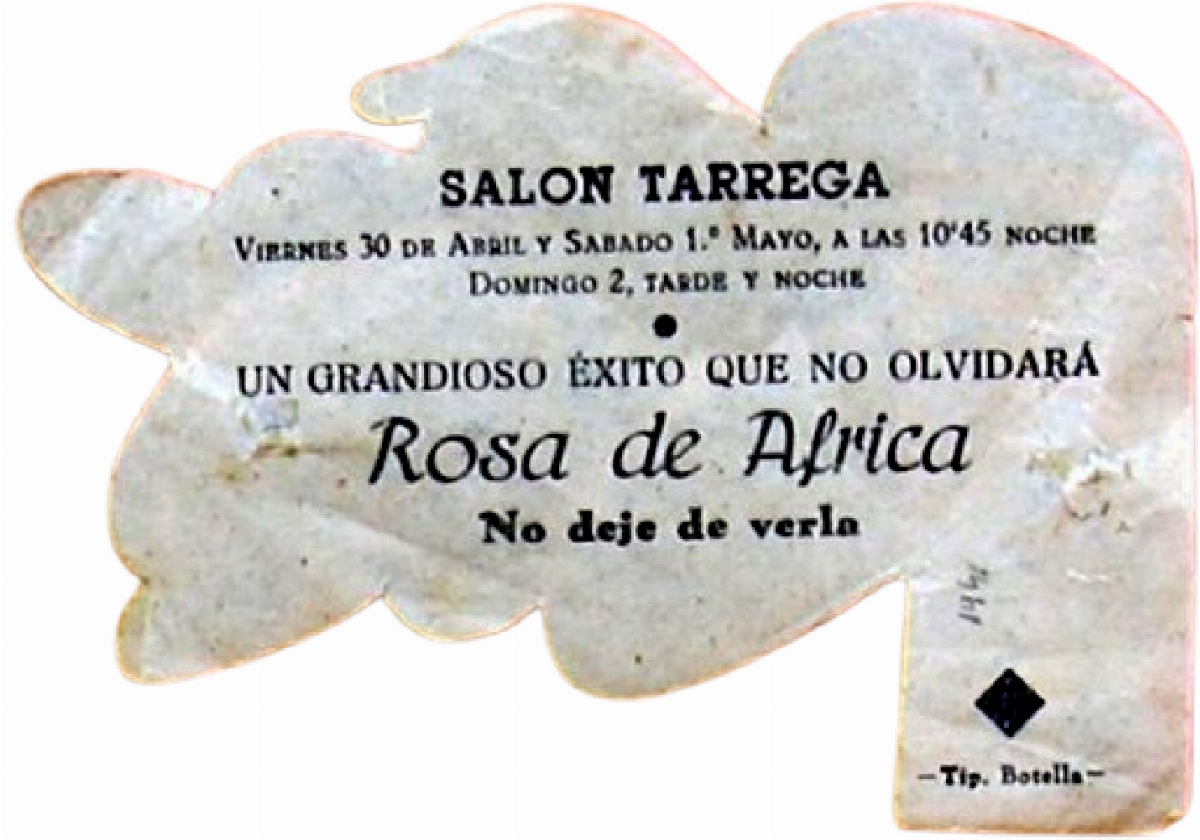 SALON TARREGA
VIERNES 30 DE ABRIL Y SABADO 1.º MAYO, A LAS 10'45 NOCHE
DOMINGO 2, TARDE Y NOCHE
UN GRANDIOSO ÉXITO QUE NO OLVIDARÁ
Rosa de Africa
No deje de verla
—Tip. Botella—